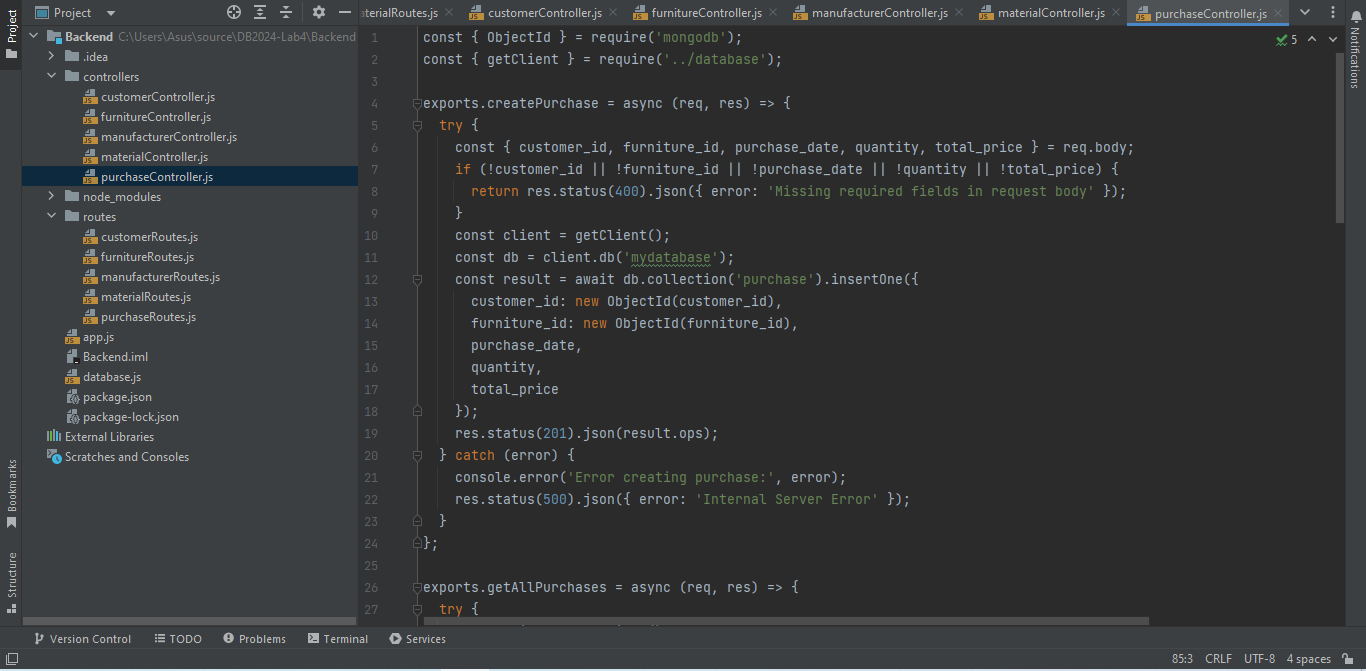 Project
terialRoutes.js
customerController.js
furnitureController.js
manufacturerController.js
materialController.js
purchaseController.js
Project
Backend C:\Users\Asus\source\DB2024-Lab4\Backend
.idea
controllers
customerController.js
furnitureController.js
manufacturerController.js
materialController.js
purchaseController.js
node_modules
routes
customerRoutes.js
furnitureRoutes.js
manufacturerRoutes.js
materialRoutes.js
purchaseRoutes.js
app.js
Backend.iml
database.js
package.json
package-lock.json
External Libraries
Scratches and Consoles
Bookmarks
Structure
1 const { ObjectId } = require('mongodb');
2 const { getClient } = require('../database');
3
4 exports.createPurchase = async (req, res) => {
5 try {
6 const { customer_id, furniture_id, purchase_date, quantity, total_price } = req.body;
7 if (!customer_id || !furniture_id || !purchase_date || !quantity || !total_price) {
8 return res.status(400).json({ error: 'Missing required fields in request body' });
9 }
10 const client = getClient();
11 const db = client.db('mydatabase');
12 const result = await db.collection('purchase').insertOne({
13 customer_id: new ObjectId(customer_id),
14 furniture_id: new ObjectId(furniture_id),
15 purchase_date,
16 quantity,
17 total_price
18 });
19 res.status(201).json(result.ops);
20 } catch (error) {
21 console.error('Error creating purchase:', error);
22 res.status(500).json({ error: 'Internal Server Error' });
23 }
24 };
25
26 exports.getAllPurchases = async (req, res) => {
27 try {
5
Notifications
Version Control
TODO
Problems
Terminal
Services
85:3 CRLF UTF-8 4 spaces